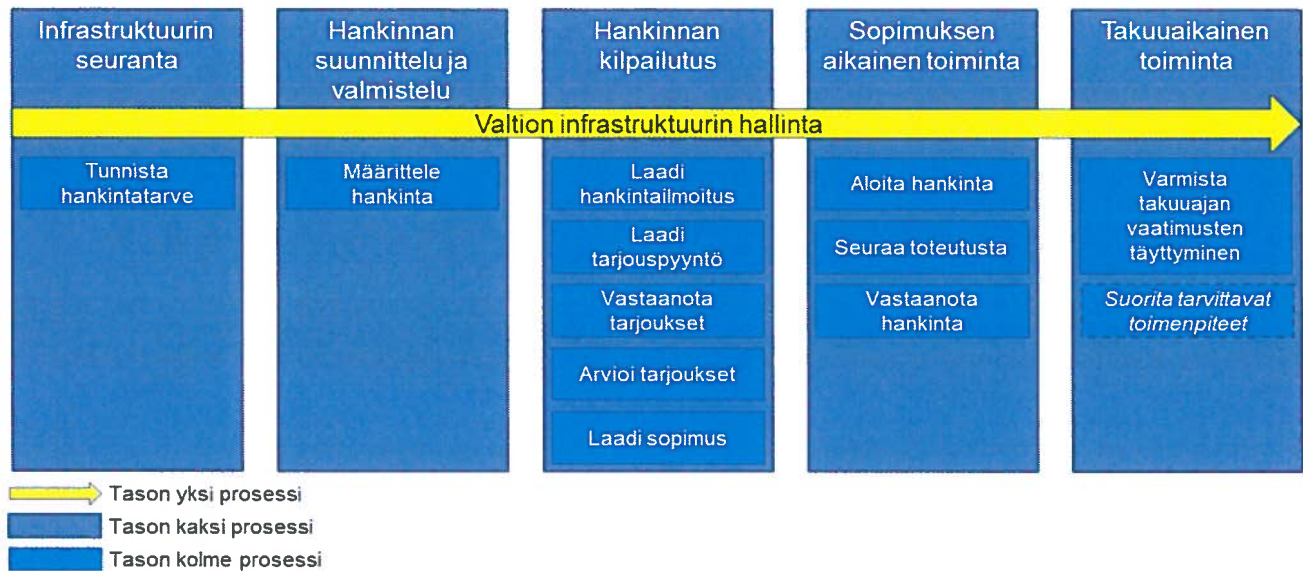 Infrastruktuurin
seuranta
Hankinnan
suunnittelu ja
valmistelu
Hankinnan
kilpailutus
Sopimuksen
aikainen toiminta
Takuuaikainen
toiminta
Valtion infrastruktuurin hallinta
Tunnista
hankintatarve
Määrittele
hankinta
Laadi
hankintailmoitus
Laadi
tarjouspyyntö
Vastaanota
tarjoukset
Arvioi tarjoukset
Laadi sopimus
Aloita hankinta
Seuraa toteutusta
Vastaanota
hankinta
Varmista
takuuajan
vaatimusten
täyttyminen
Suorita tarvittavat
toimenpiteet
Tason yksi prosessi
Tason kaksi prosessi
Tason kolme prosessi